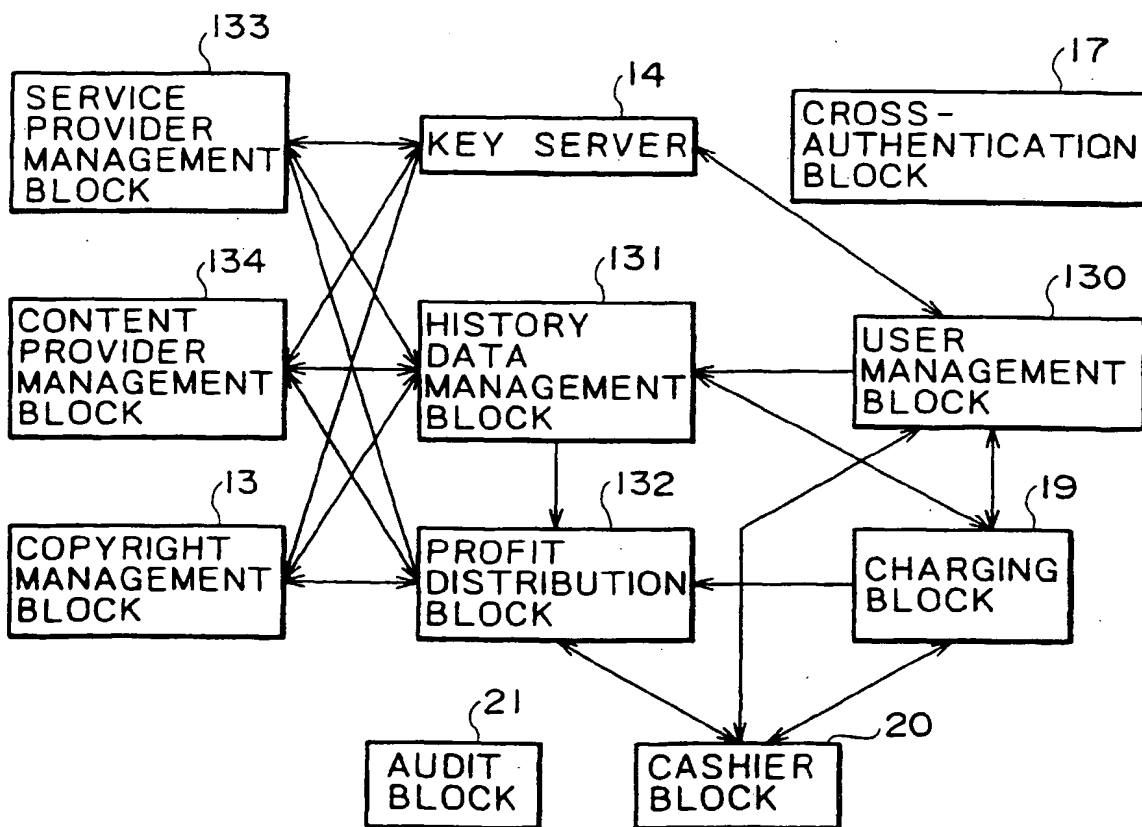 133
SERVICE
PROVIDER
MANAGEMENT
BLOCK
14
KEY SERVER
17
CROSS-
AUTHENTICATION
BLOCK
134
CONTENT
PROVIDER
MANAGEMENT
BLOCK
131
HISTORY
DATA
MANAGEMENT
BLOCK
130
USER
MANAGEMENT
BLOCK
13
COPYRIGHT
MANAGEMENT
BLOCK
132
PROFIT
DISTRIBUTION
BLOCK
19
CHARGING
BLOCK
21
AUDIT
BLOCK
20
CASHIER
BLOCK